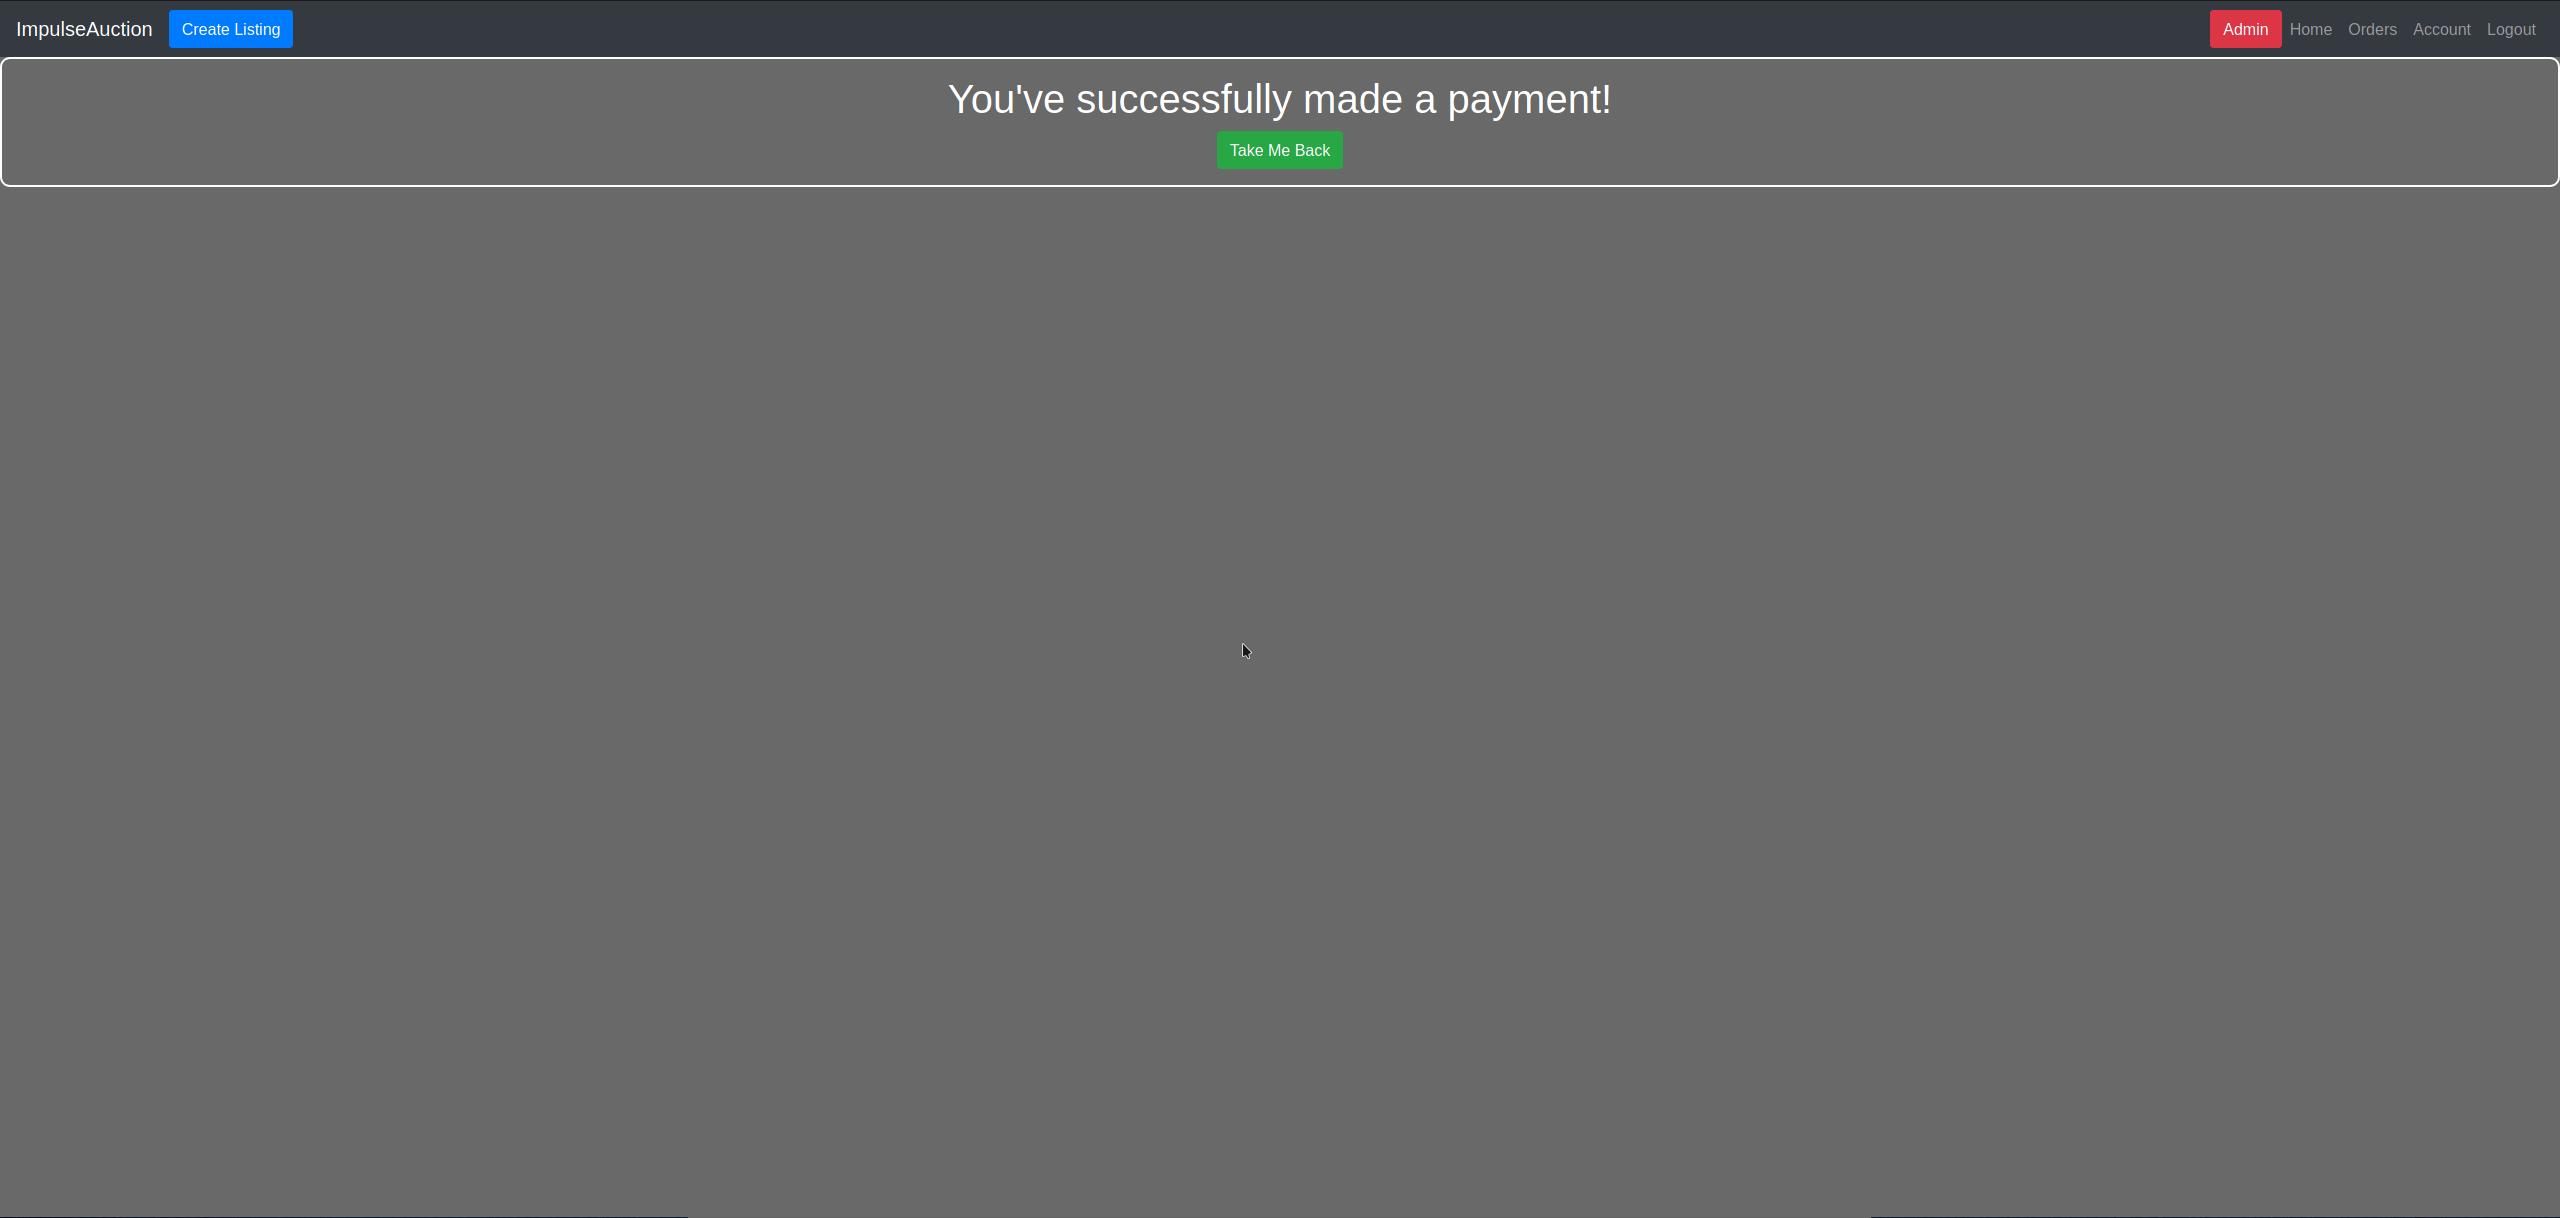 ImpulseAuction Create Listing Admin Home Orders Account Logout
You've successfully made a payment!
Take Me Back